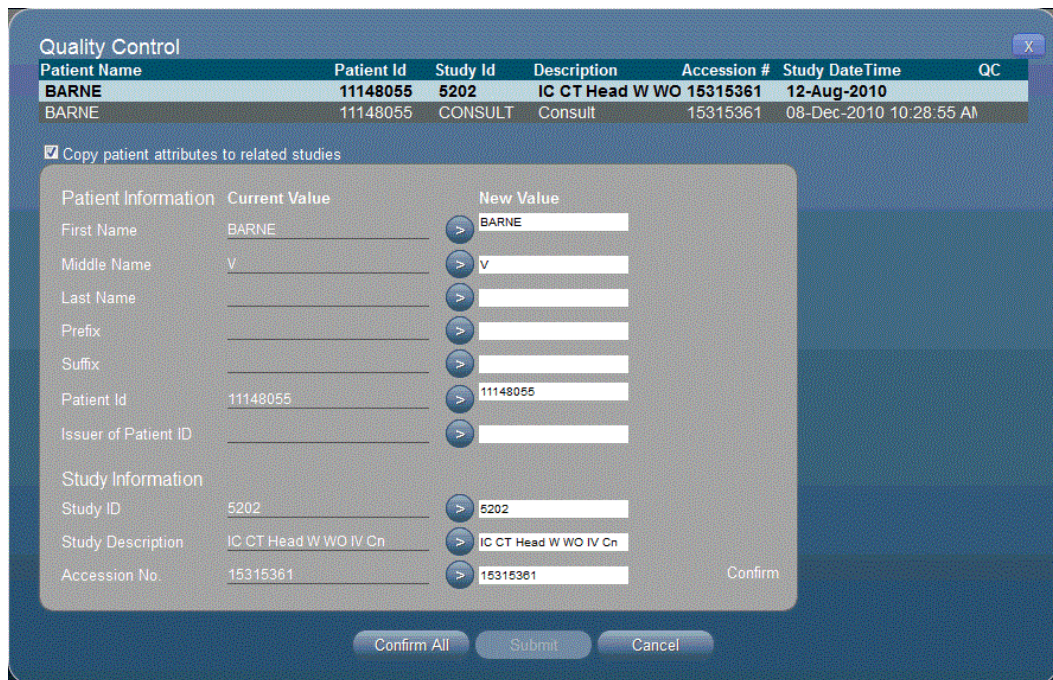 Quality Control
X
Patient Name Patient Id Study Id Description Accession # Study DateTime QC
BARNE 11148055 5202 IC CT Head W WO 15315361 12-Aug-2010
BARNE 11148055 CONSULT Consult 15315361 08-Dec-2010 10:28:55 AM
Copy patient attributes to related studies
Patient Information Current Value New Value
First Name BARNE > BARNE
Middle Name V > V
Last Name >
Prefix >
Suffix >
Patient Id 11148055 > 11148055
Issuer of Patient ID >
Study Information
Study ID 5202 > 5202
Study Description IC CT Head W WO IV Cn > IC CT Head W WO IV Cn
Accession No. 15315361 > 15315361 Confirm
Confirm All Submit Cancel